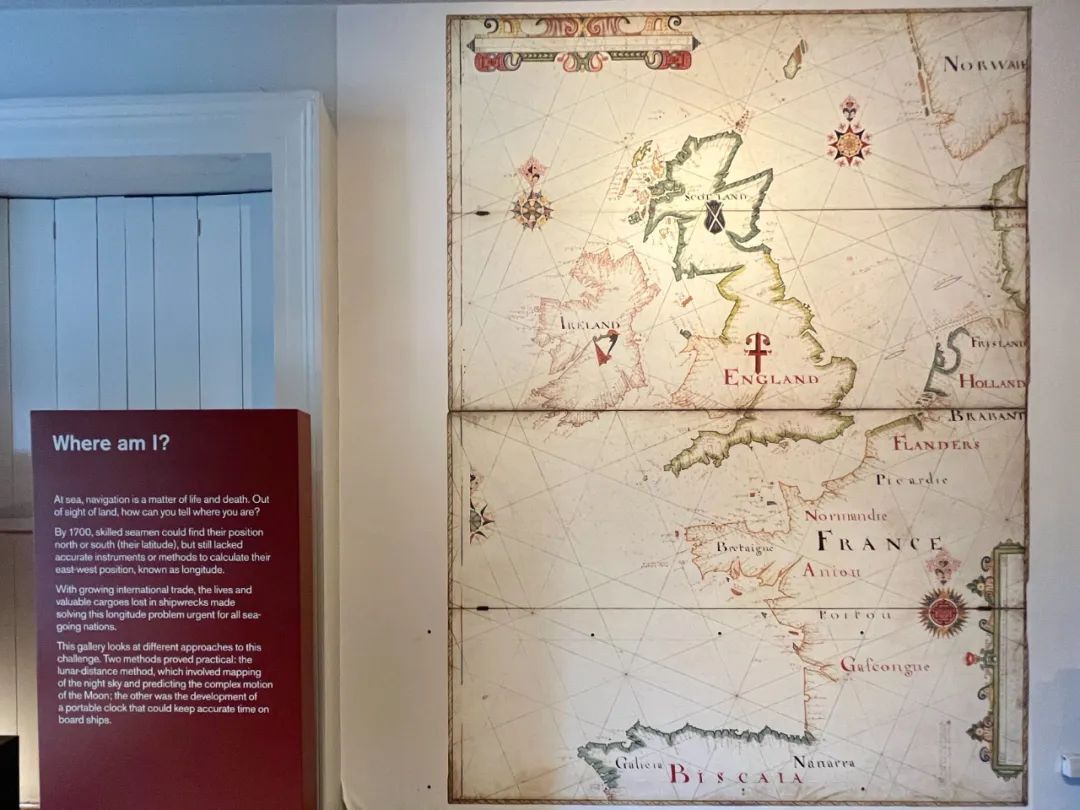 Where am I?
At sea, navigation is a matter of life and death. Out
of sight of land, how can you tell where you are?
By 1700, skilled seamen could find their position
north or south (their latitude), but still lacked
accurate instruments or methods to calculate their
east-west position, known as longitude.
With growing international trade, the lives and
valuable cargoes lost in shipwrecks made
solving this longitude problem urgent for all sea-
going nations.
This gallery looks at different approaches to this
challenge. Two methods proved practical: the
lunar-distance method, which involved mapping
of the night sky and predicting the complex motion
of the Moon; the other was the development of
a portable clock that could keep accurate time on
board ships.
NORWAIE
SCOTLAND
IRELAND
ENGLAND
FRISLAND
HOLLAND
BRABANT
FLANDERS
Picardie
Normandie
Bretaigne
FRANCE
Aniou
Poitou
Gascongne
Galicia
BISCAIA
Nauarra